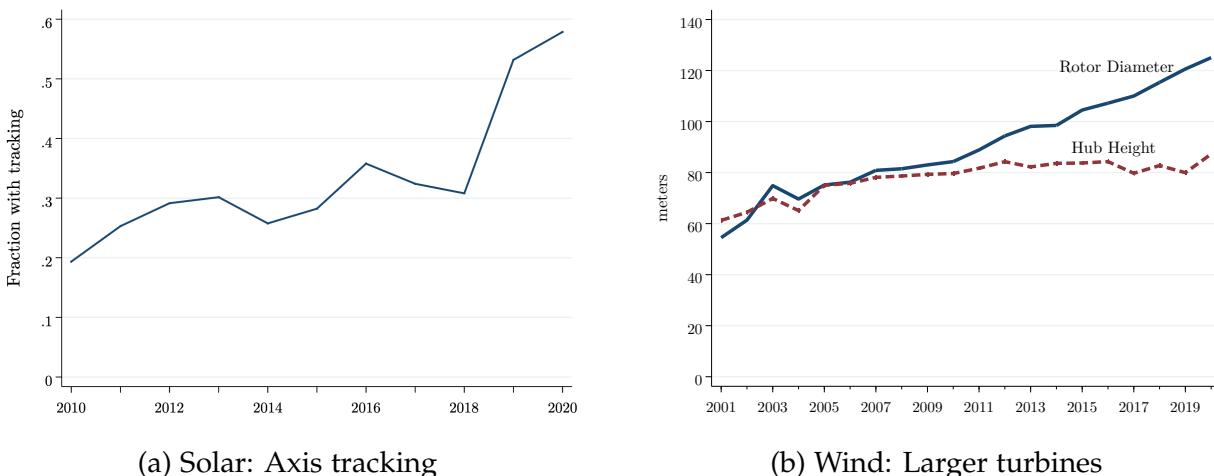 Fraction with tracking
.6
.5
.4
.3
.2
.1
0
2010 2012 2014 2016 2018 2020
(a) Solar: Axis tracking
meters
140
120
100
80
60
40
20
0
Rotor Diameter
Hub Height
2001 2003 2005 2007 2009 2011 2013 2015 2017 2019
(b) Wind: Larger turbines